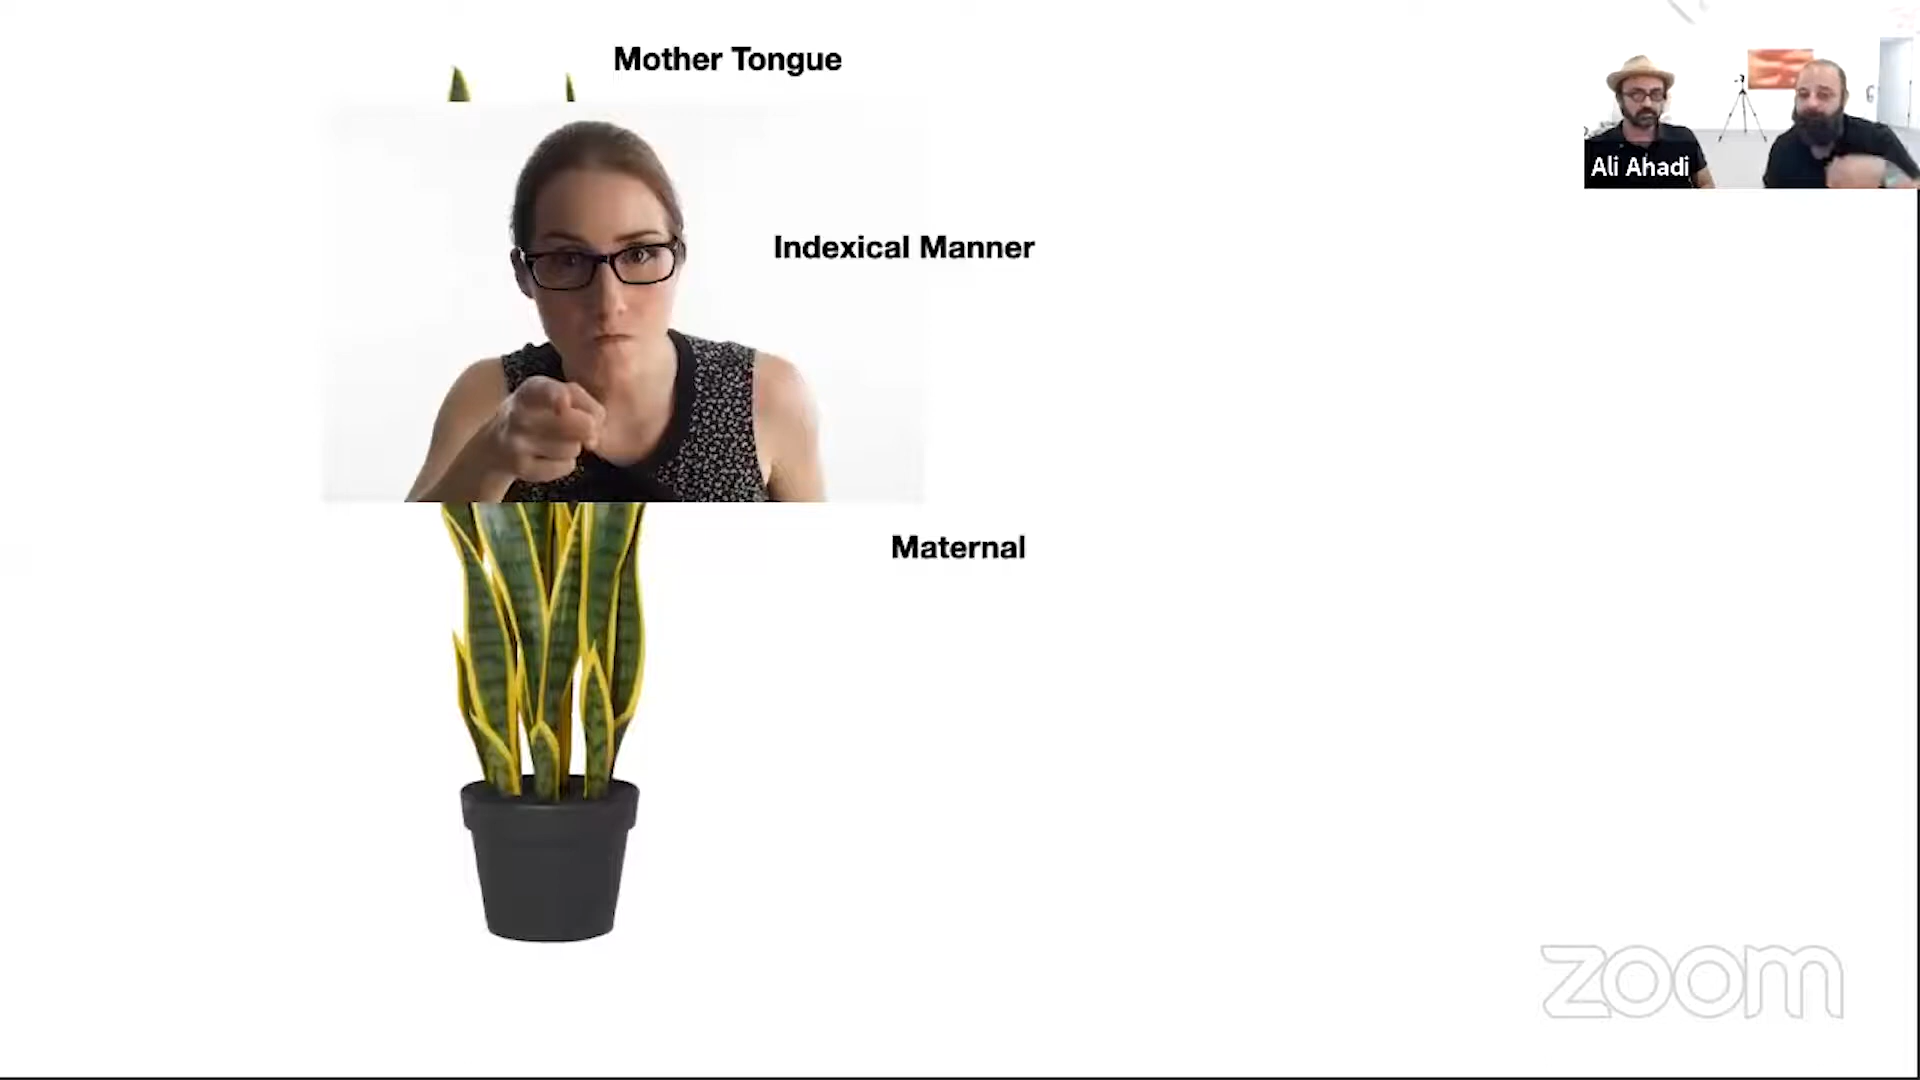 Mother Tongue
Ali Ahadi
Indexical Manner
Maternal
zoom